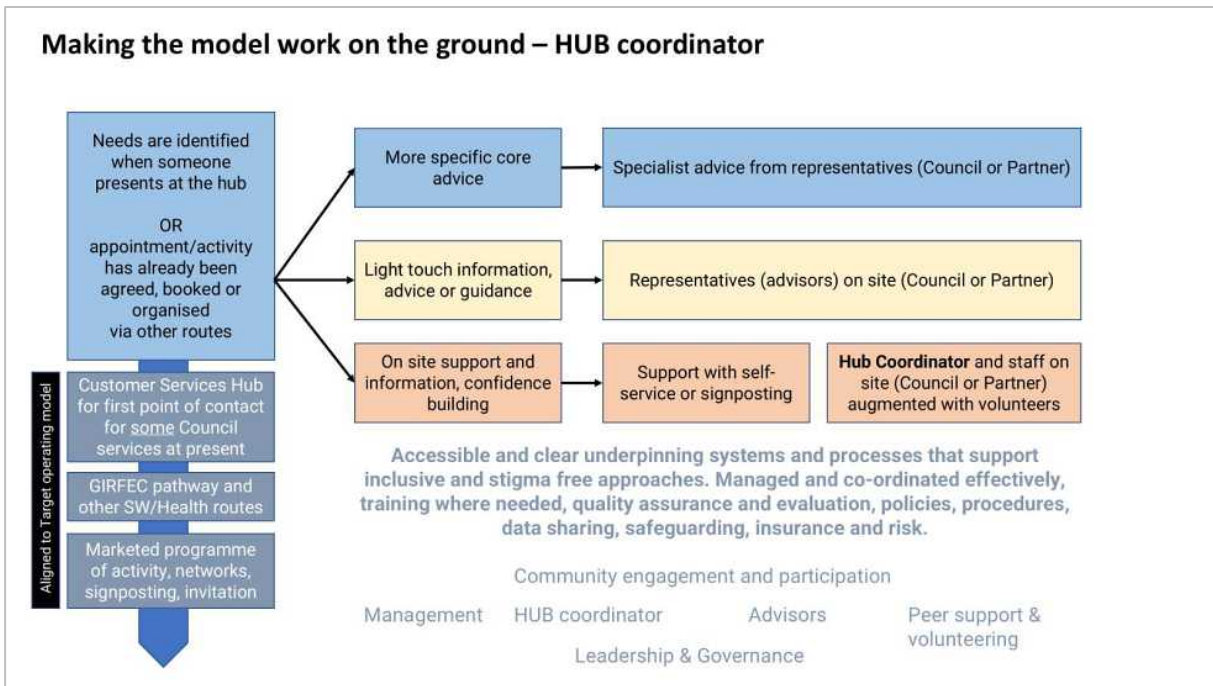 Making the model work on the ground – HUB coordinator
Needs are identified
when someone
presents at the hub
OR
appointment/activity
has already been
agreed, booked or
organised
via other routes
More specific core
advice
Specialist advice from representatives (Council or Partner)
Light touch information,
advice or guidance
Representatives (advisors) on site (Council or Partner)
On site support and
information, confidence
building
Support with self-
service or signposting
Hub Coordinator and staff on
site (Council or Partner)
augmented with volunteers
Aligned to Target operating model
Customer Services Hub
for first point of contact
for some Council
services at present
GIRFEC pathway and
other SW/Health routes
Marketed programme
of activity, networks,
signposting, invitation
Accessible and clear underpinning systems and processes that support
inclusive and stigma free approaches. Managed and co-ordinated effectively,
training where needed, quality assurance and evaluation, policies, procedures,
data sharing, safeguarding, insurance and risk.
Community engagement and participation
Management
HUB coordinator
Advisors
Peer support &
volunteering
Leadership & Governance